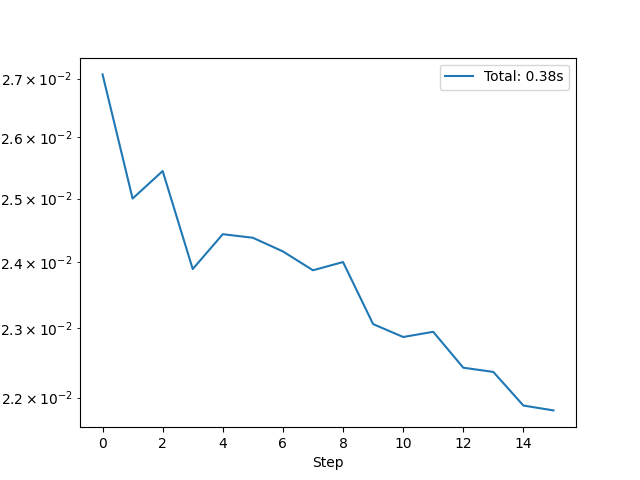 Total: 0.38s
2.7 × 10⁻²
2.6 × 10⁻²
2.5 × 10⁻²
2.4 × 10⁻²
2.3 × 10⁻²
2.2 × 10⁻²
0 2 4 6 8 10 12 14
Step